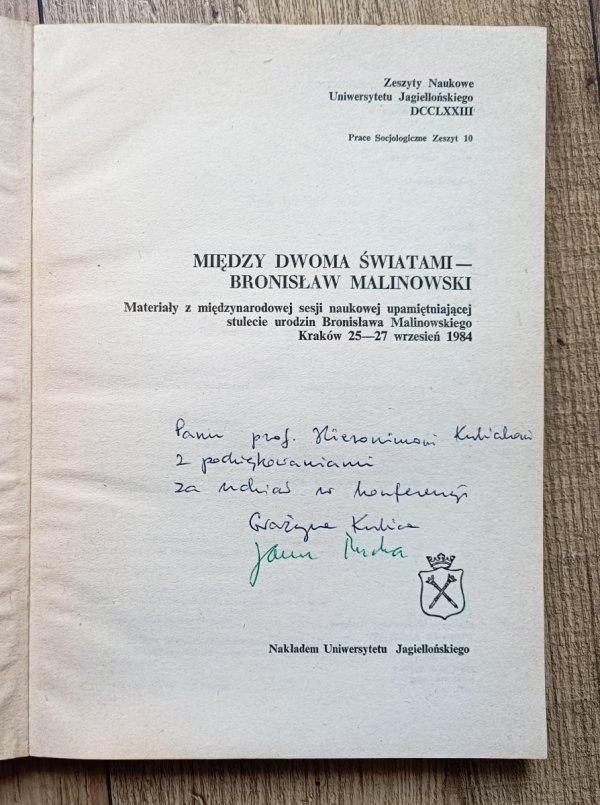 Zeszyty Naukowe
Uniwersytetu Jagiellońskiego
DCCLXXIII
Prace Socjologiczne Zeszyt 10
MIĘDZY DWOMA ŚWIATAMI —
BRONISŁAW MALINOWSKI
Materiały z międzynarodowej sesji naukowej upamiętniającej
stulecie urodzin Bronisława Malinowskiego
Kraków 25—27 wrzesień 1984
Panu prof. Hieronimowi Kubiakowi
z podziękowaniami
za udział w konferencji
Grażyna Kubica
Janusz Mucha
Nakładem Uniwersytetu Jagiellońskiego